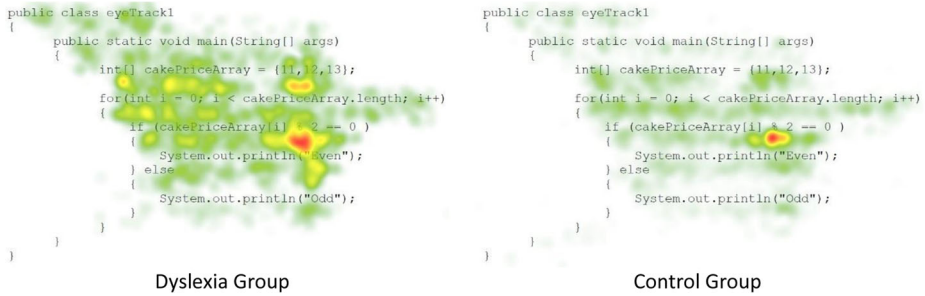 public class eyeTrack1
{
public static void main(String[] args)
{
int[] cakePriceArray = {11,12,13};
for(int i = 0; i < cakePriceArray.length; i++)
{
if (cakePriceArray[i] 2 == 0 )
{
System.out.println("Even");
} else
{
System.out.println("Odd");
}
}
}
}
Dyslexia Group
public class eyeTrack1
{
public static void main(String[] args)
{
int[] cakePriceArray = {11,12,13};
for(int i = 0; i < cakePriceArray.length; i++)
{
if (cakePriceArray[i] % 2 == 0 )
{
System.out.println("Even");
} else
{
System.out.println("Odd");
}
}
}
}
Control Group